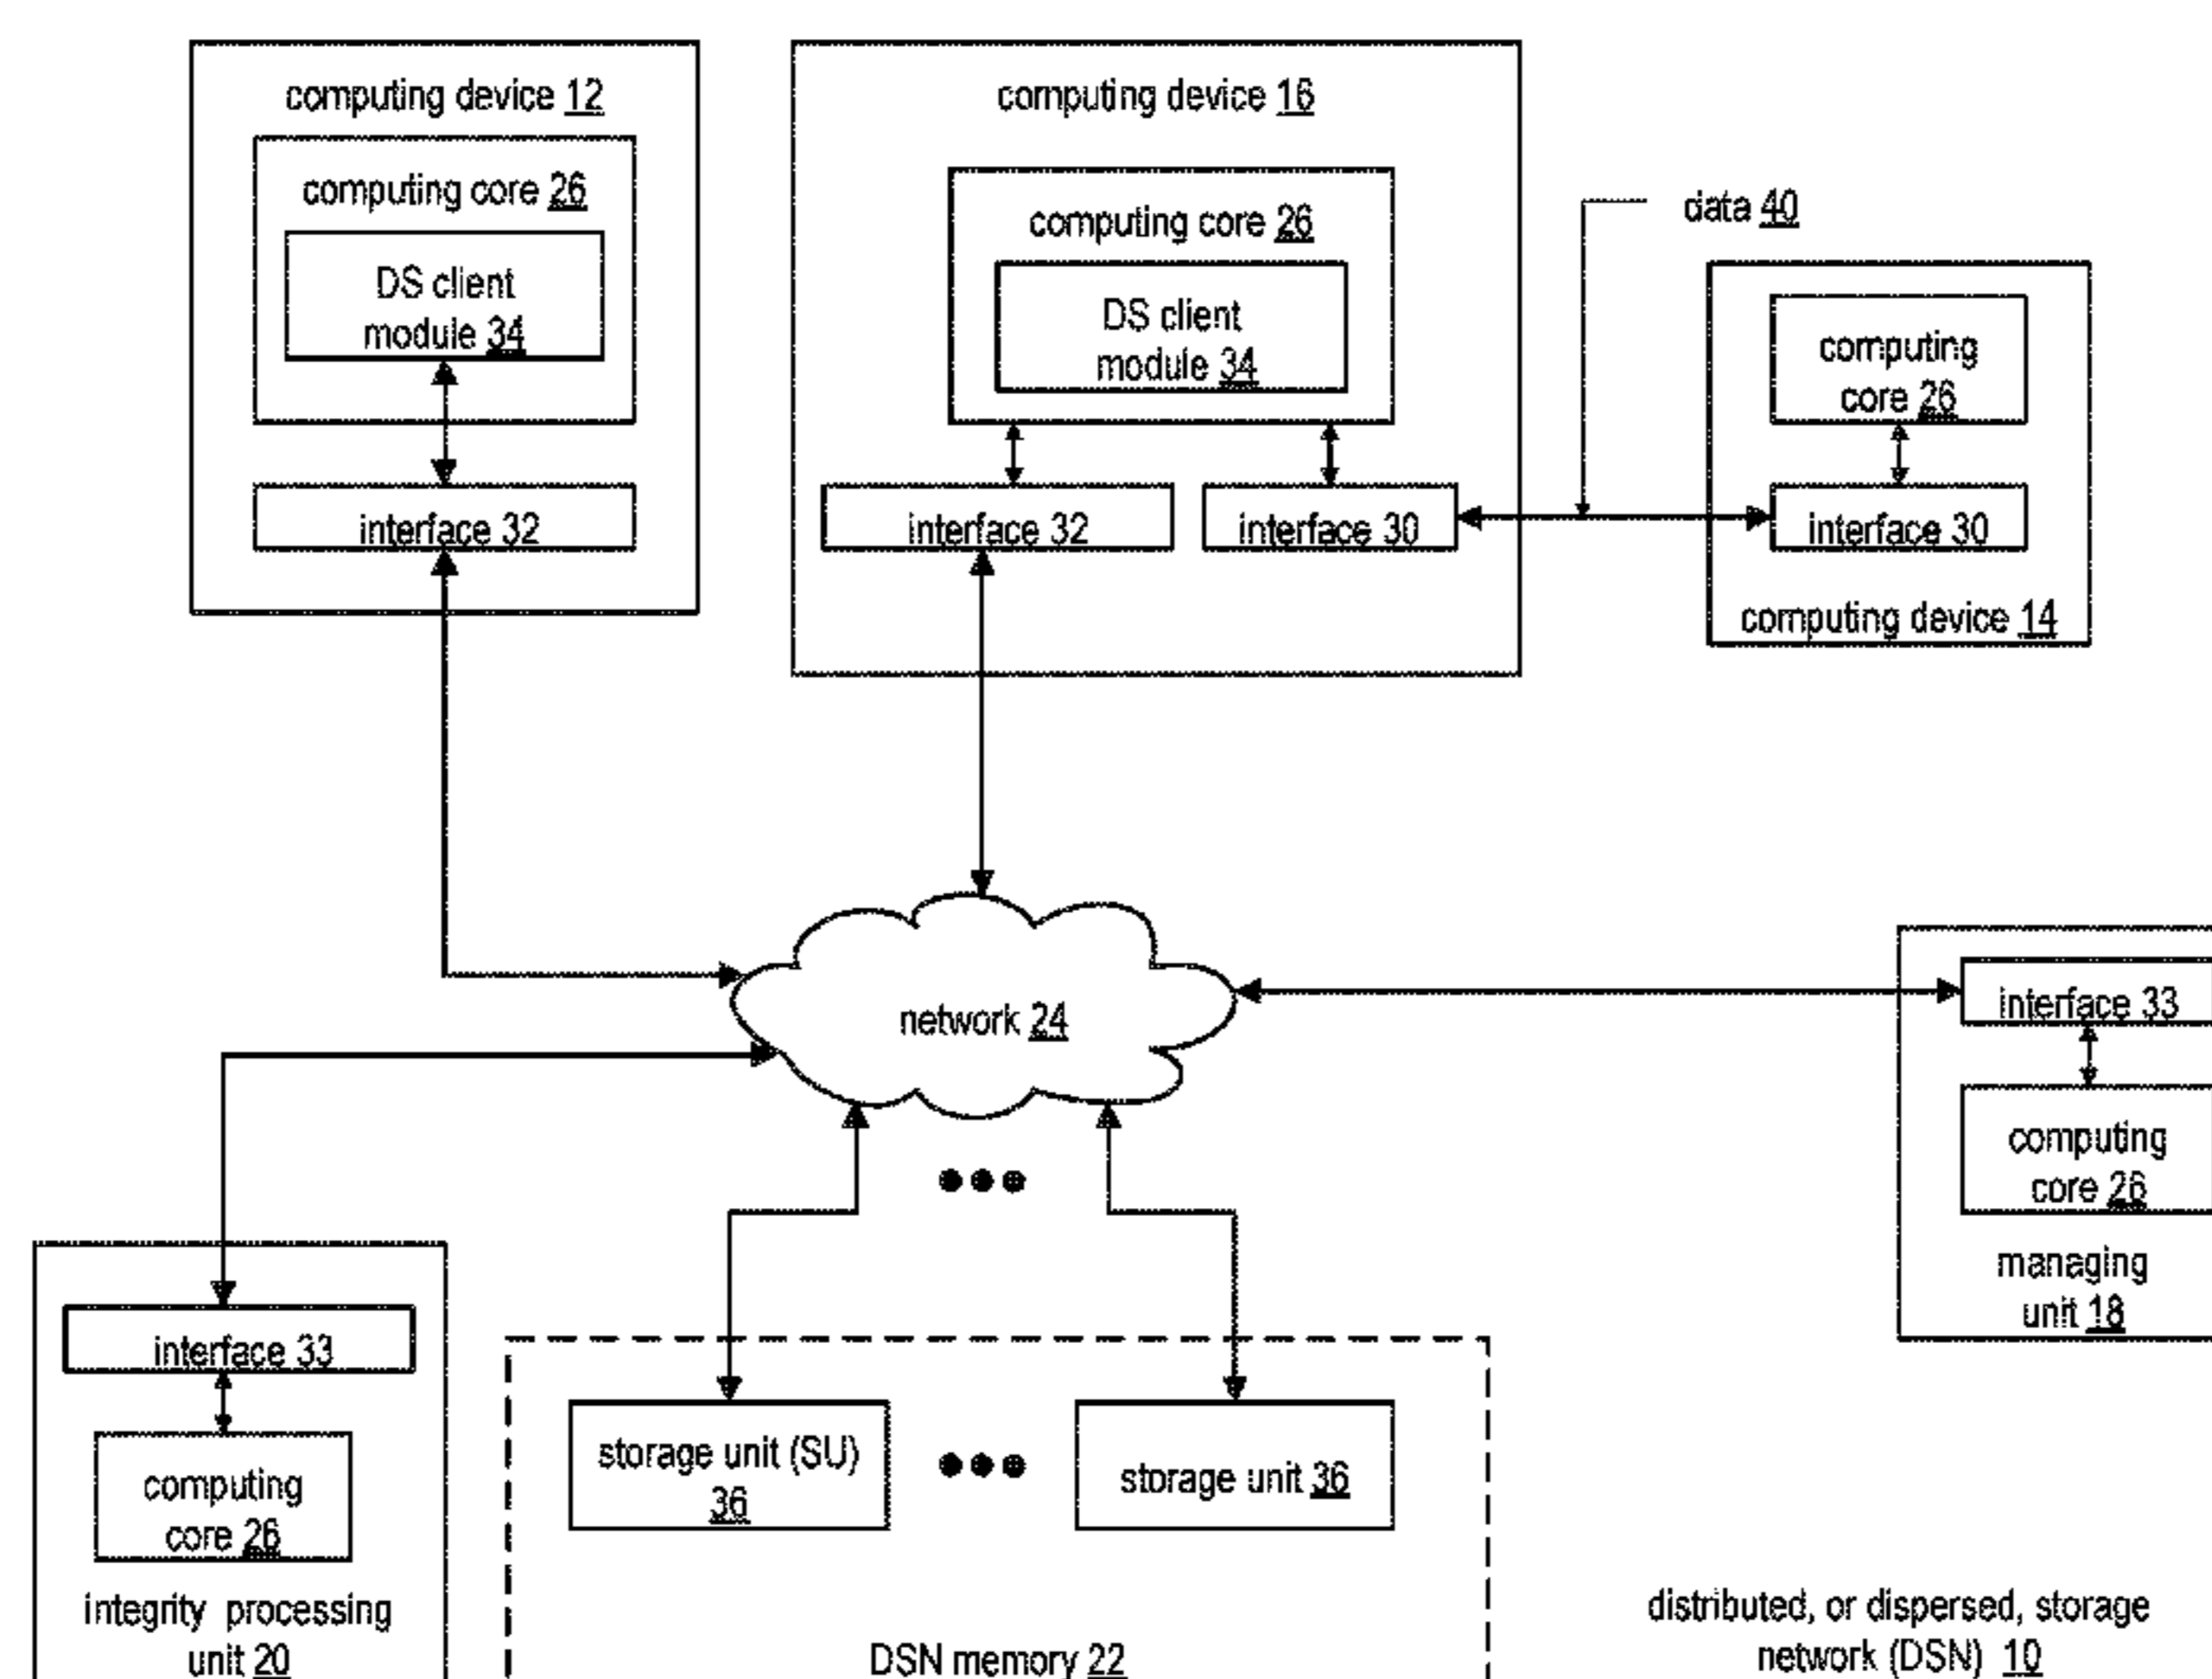 computing device 12
computing core 26
DS client
module 34
interface 32
computing device 16
computing core 26
DS client
module 34
interface 32
interface 30
data 40
computing
core 26
interface 30
computing device 14
network 24
interface 33
computing
core 26
managing
unit 18
interface 33
computing
core 26
integrity processing
unit 20
storage unit (SU)
36
storage unit 36
DSN memory 22
distributed, or dispersed, storage
network (DSN) 10